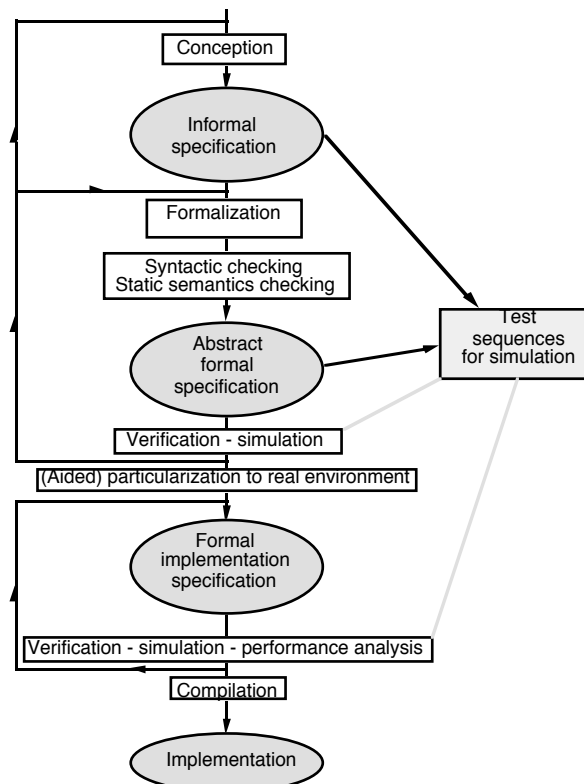 Conception
Informal
specification
Formalization
Syntactic checking
Static semantics checking
Test
sequences
for simulation
Abstract
formal
specification
Verification - simulation
(Aided) particularization to real environment
Formal
implementation
specification
Verification - simulation - performance analysis
Compilation
Implementation